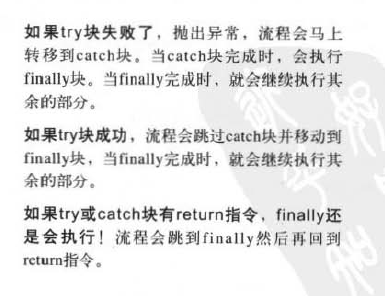 如果try块失败了，抛出异常，流程会马上
转移到catch块。当catch块完成时，会执行
finally块。当finally完成时，就会继续执行其
余的部分。
如果try块成功，流程会跳过catch块并移动到
finally块，当finally完成时，就会继续执行其
余的部分。
如果try或catch块有return指令，finally还
是会执行！流程会跳到finally然后再回到
return指令。